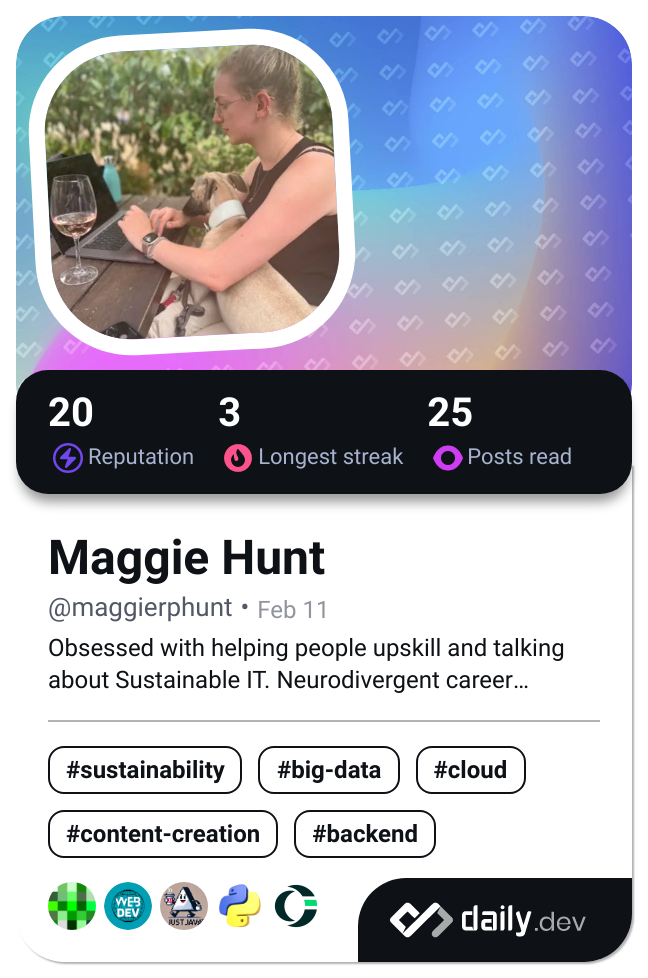 20
3
25
Reputation
Longest streak
Posts read
Maggie Hunt
@maggierphunt • Feb 11
Obsessed with helping people upskill and talking
about Sustainable IT. Neurodivergent career...
#sustainability
#big-data
#cloud
#content-creation
#backend
WEB
DEV
JUST JAVA
daily.dev